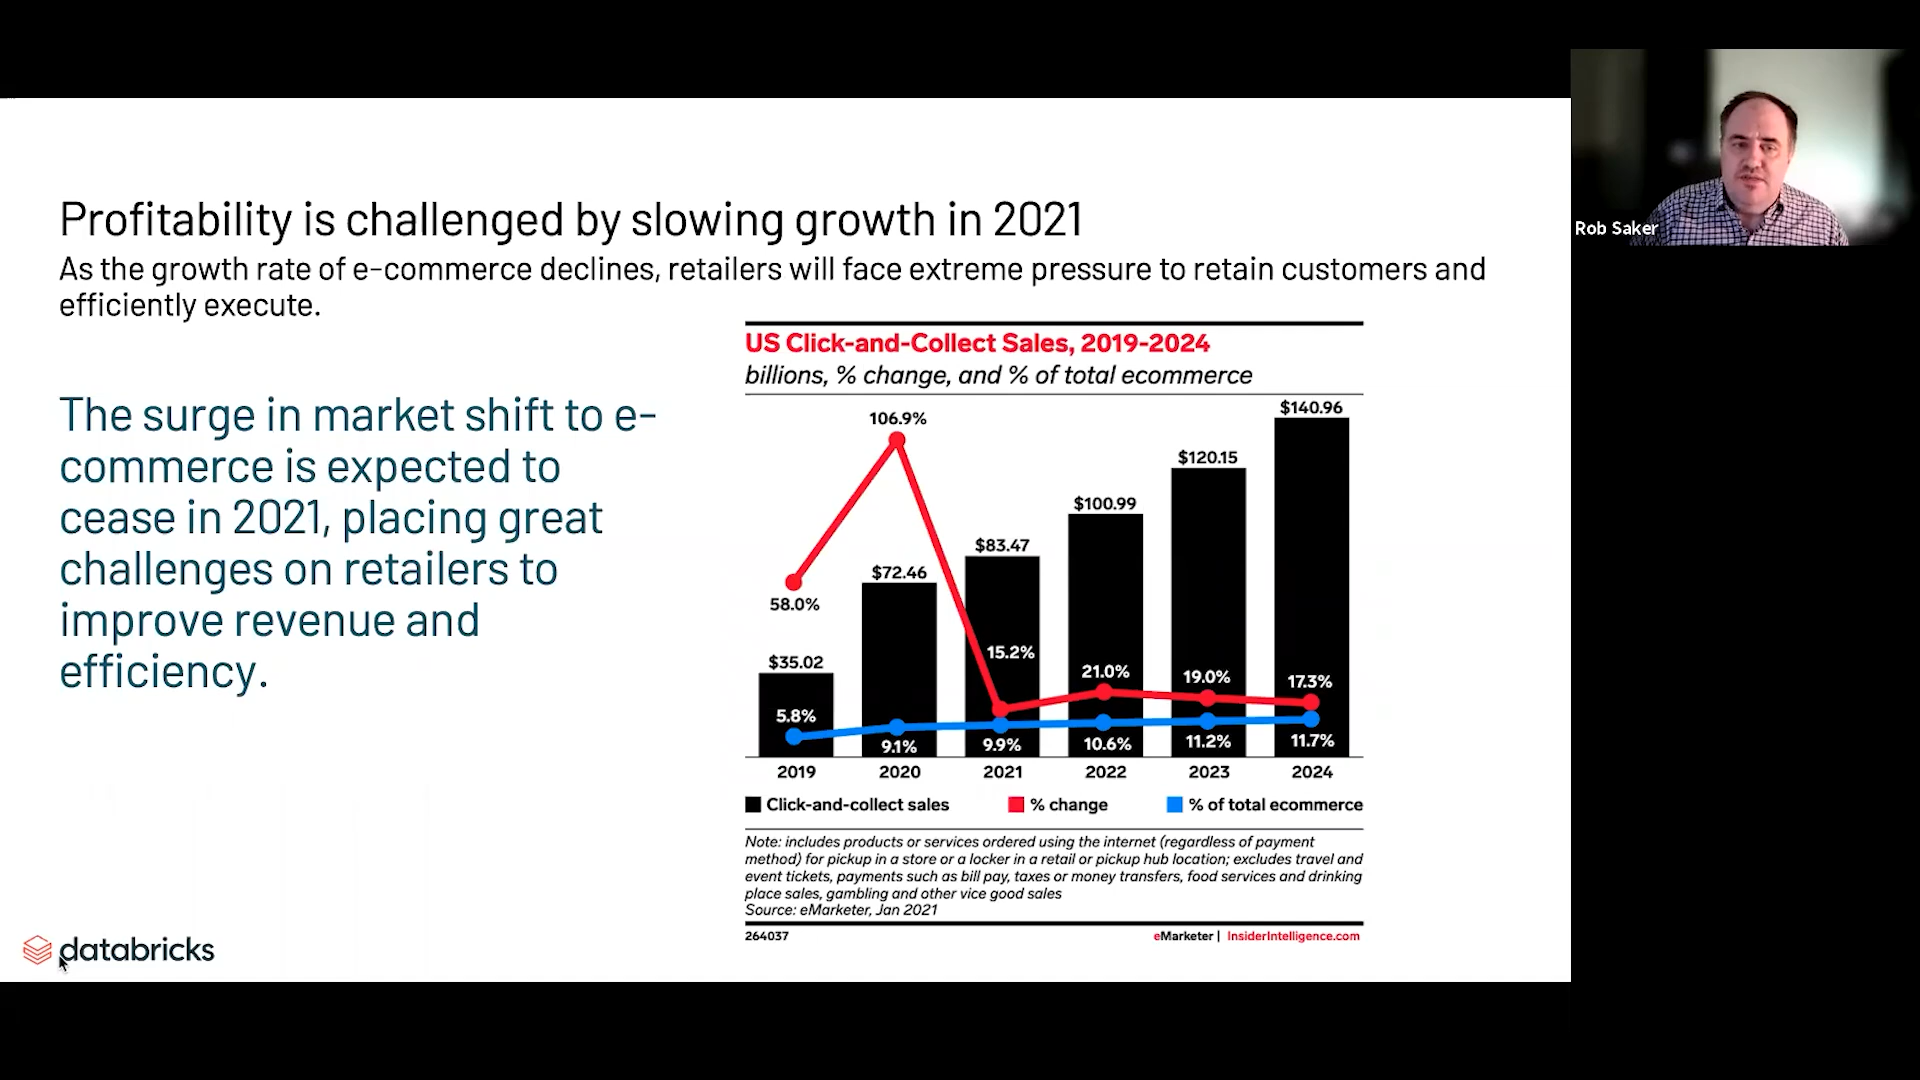 Profitability is challenged by slowing growth in 2021
As the growth rate of e-commerce declines, retailers will face extreme pressure to retain customers and
efficiently execute.
The surge in market shift to e-
commerce is expected to
cease in 2021, placing great
challenges on retailers to
improve revenue and
efficiency.
US Click-and-Collect Sales, 2019-2024
billions, % change, and % of total ecommerce
$140.96
106.9%
$120.15
$100.99
$83.47
$72.46
58.0%
15.2%
$35.02
21.0%
19.0%
17.3%
5.8%
9.1%
9.9%
10.6%
11.2%
11.7%
2019 2020 2021 2022 2023 2024
Click-and-collect sales % change % of total ecommerce
Note: includes products or services ordered using the internet (regardless of payment
method) for pickup in a store or a locker in a retail or pickup hub location; excludes travel and
event tickets, payments such as bill pay, taxes or money transfers, food services and drinking
place sales, gambling and other vice good sales
Source: eMarketer, Jan 2021
264037 eMarketer | InsiderIntelligence.com
databricks
Rob Saker